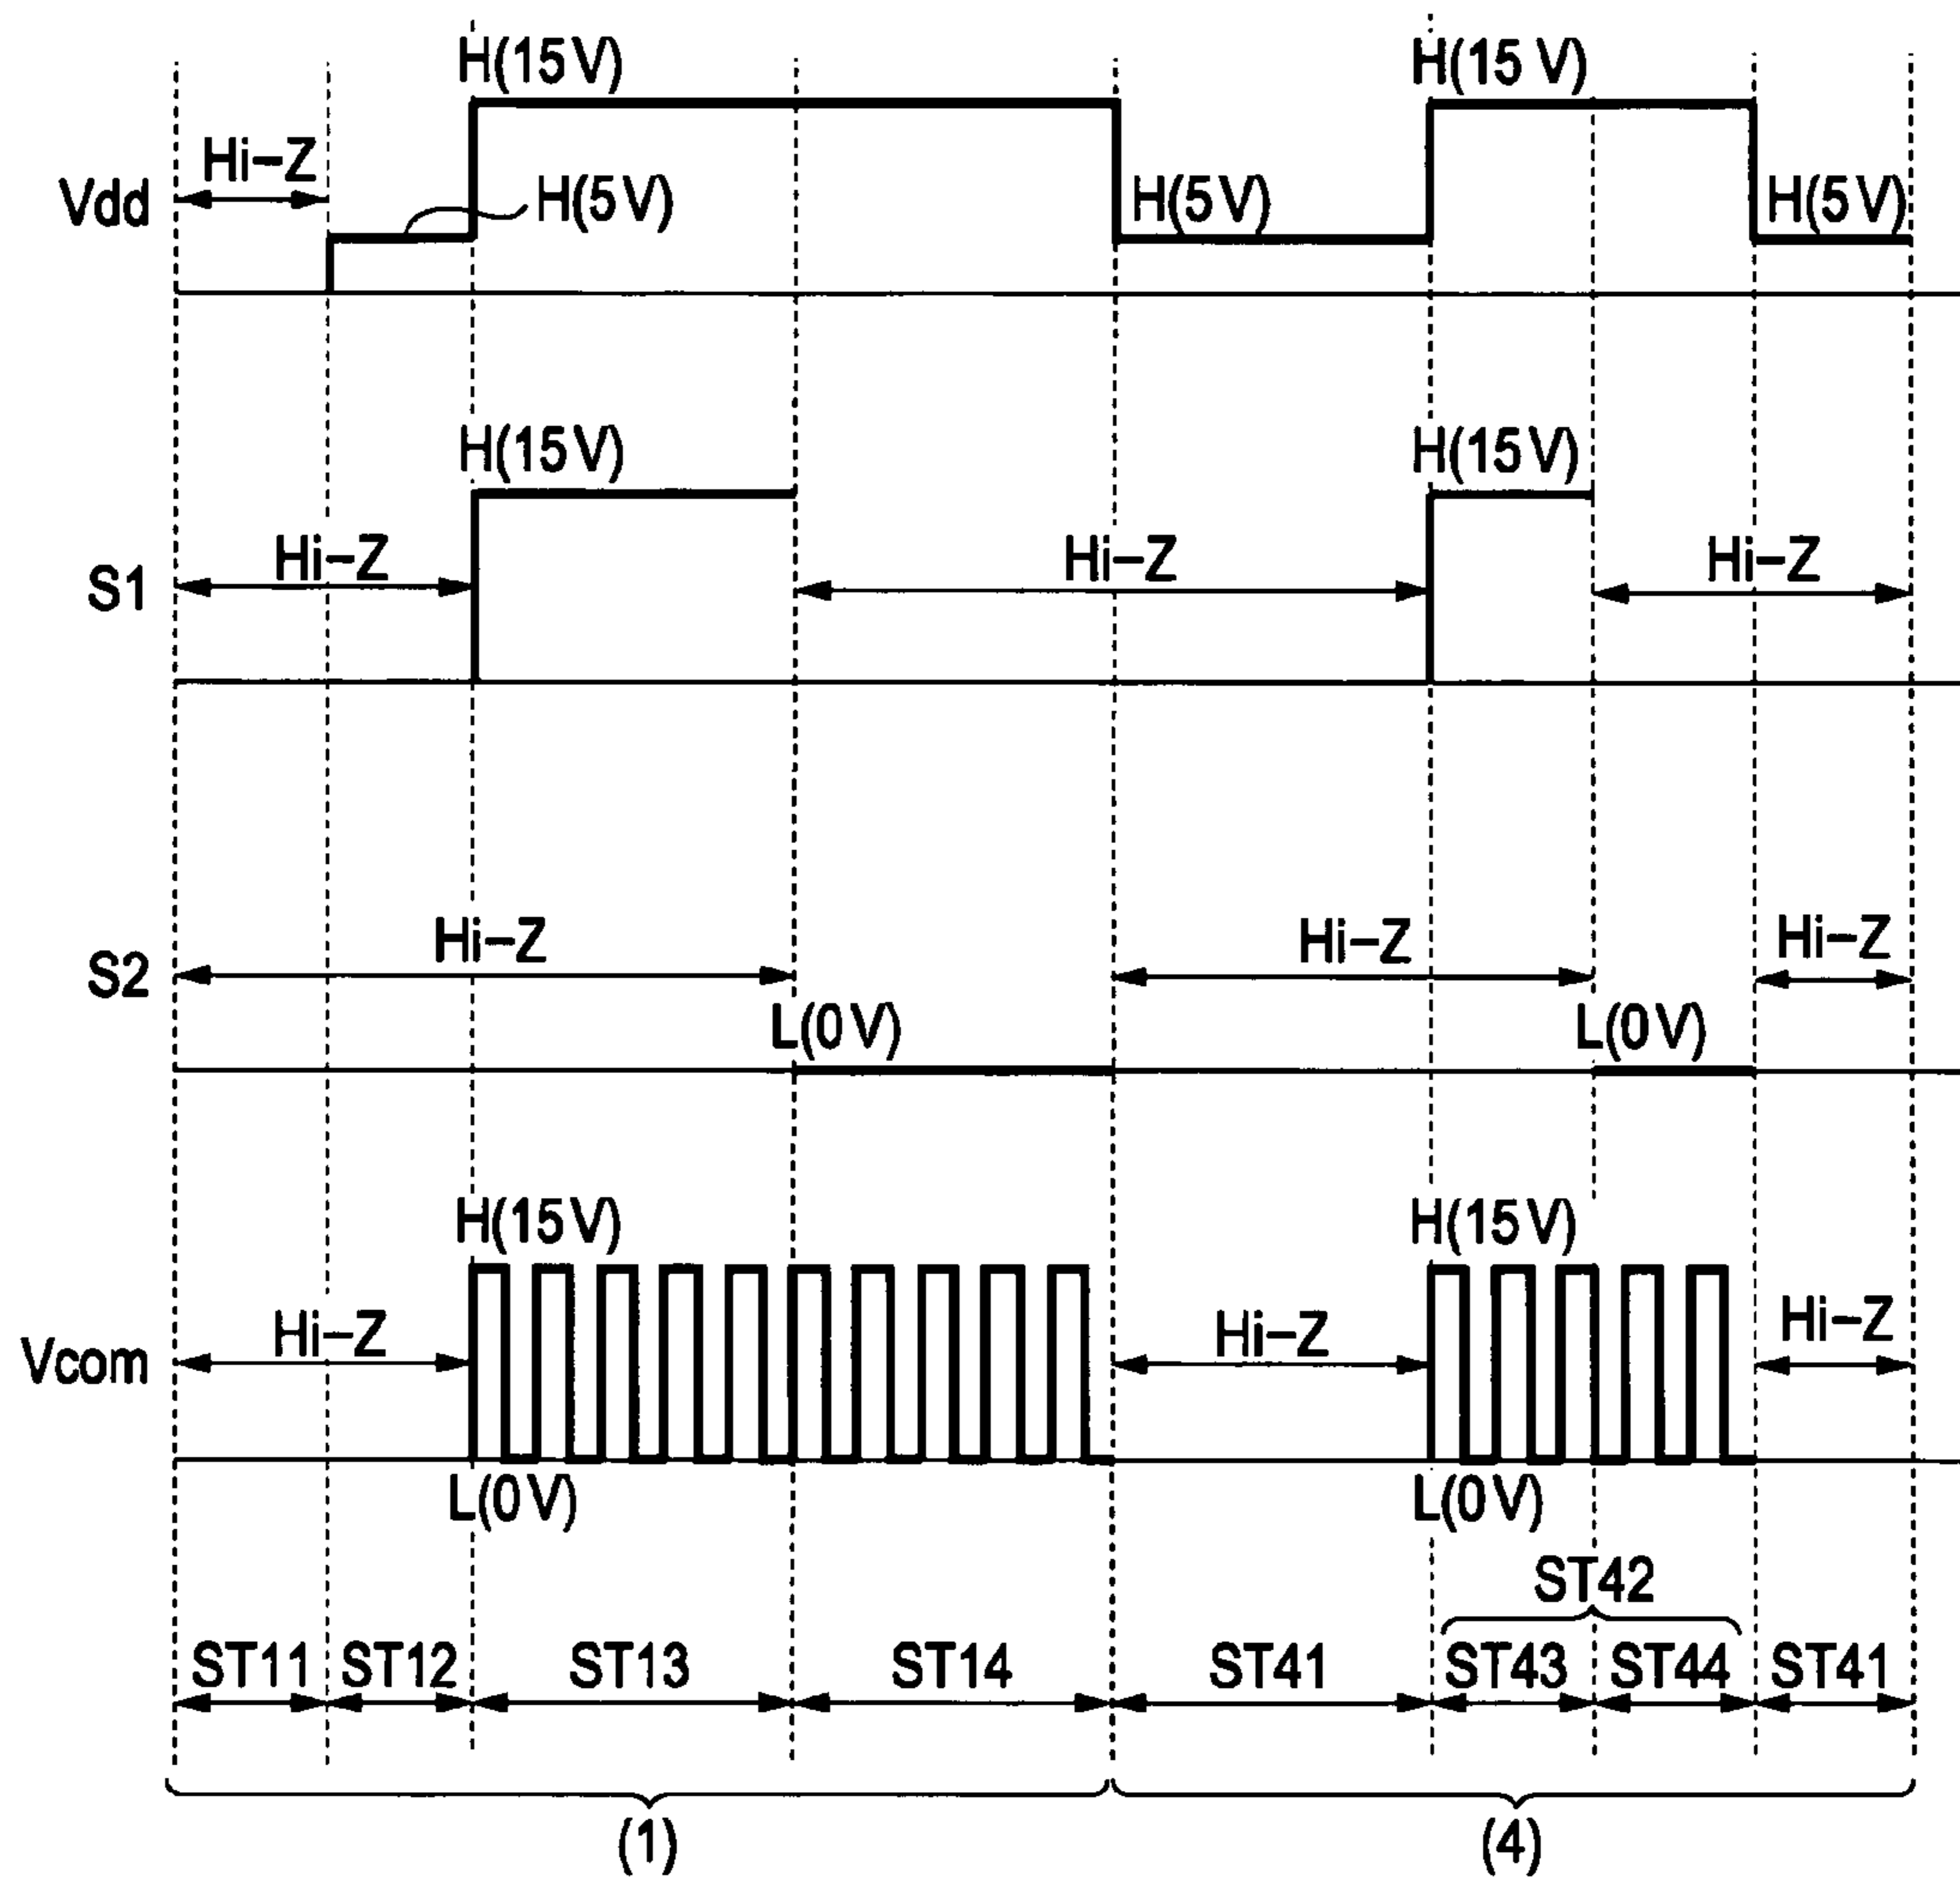 H(15V) H(15 V)
Hi-Z
Vdd H(5V) H(5V) H(5V)
H(15V) H(15V)
Hi-Z Hi-Z Hi-Z
S1
Hi-Z Hi-Z Hi-Z
S2
L(0V) L(0V)
H(15V) H(15V)
Hi-Z Hi-Z Hi-Z
Vcom
L(0V) L(0V)
ST42
ST11 ST12 ST13 ST14 ST41 ST43 ST44 ST41
(1) (4)